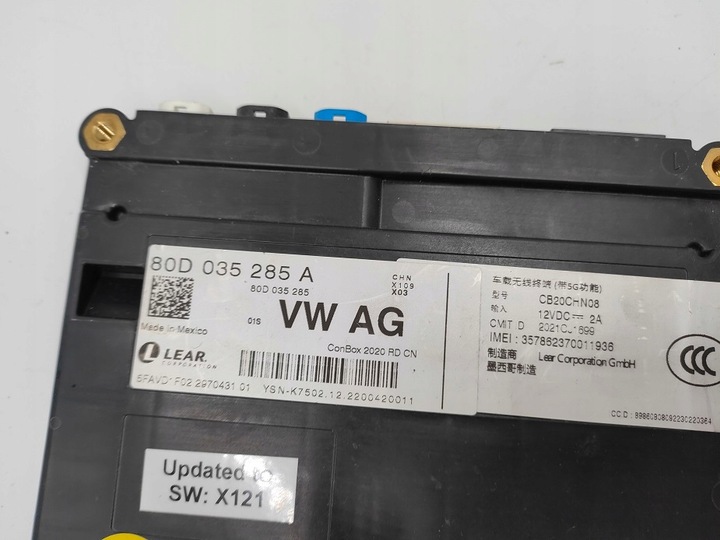 80D 035 285 A
80D 035 285
CHN
X109
X03
01S
VW AG
Made in Mexico
LEAR
CORPORATION
ConBox 2020 RD CN
5FAVD1F02.2970431.01 YSN-K7502.12.2200420011
车载无线终端 (带5G功能)
型号 CB20CHN08
输入 12VDC 2A
CMIT D
IMEI : 357862370011936
制造商 Lear Corporation GmbH
墨西哥制造
CCC
Updated to
SW: X121